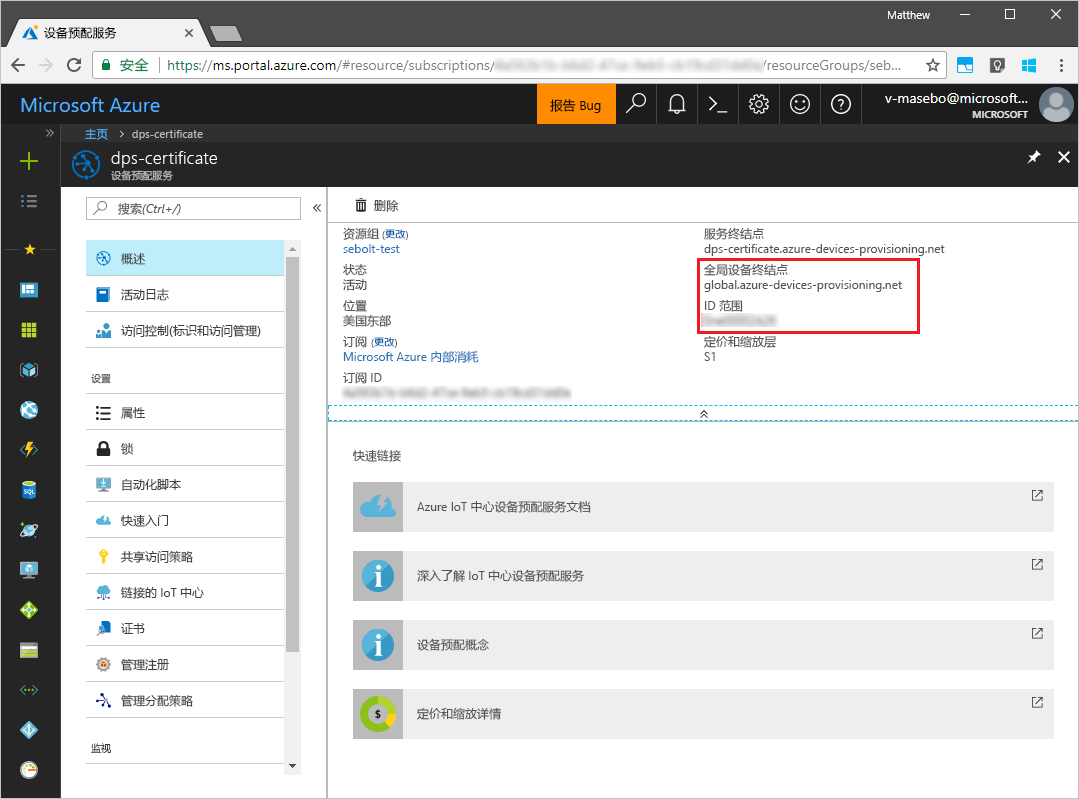 Matthew
设备预配服务
安全
https://ms.portal.azure.com/#resource/subscriptions/
/resourceGroups/seb...
Microsoft Azure
报告 Bug
v-masebo@microsoft...
MICROSOFT
主页 > dps-certificate
dps-certificate
设备预配服务
搜索(Ctrl+/)
概述
活动日志
访问控制(标识和访问管理)
设置
属性
锁
自动化脚本
快速入门
共享访问策略
链接的 IoT 中心
证书
管理注册
管理分配策略
监视
删除
资源组 (更改)
sebolt-test
状态
活动
位置
美国东部
订阅 (更改)
Microsoft Azure 内部消耗
订阅 ID
服务终结点
dps-certificate.azure-devices-provisioning.net
全局设备终结点
global.azure-devices-provisioning.net
ID 范围
定价和缩放层
S1
快速链接
Azure IoT 中心设备预配服务文档
深入了解 IoT 中心设备预配服务
设备预配概念
定价和缩放详情
SQL